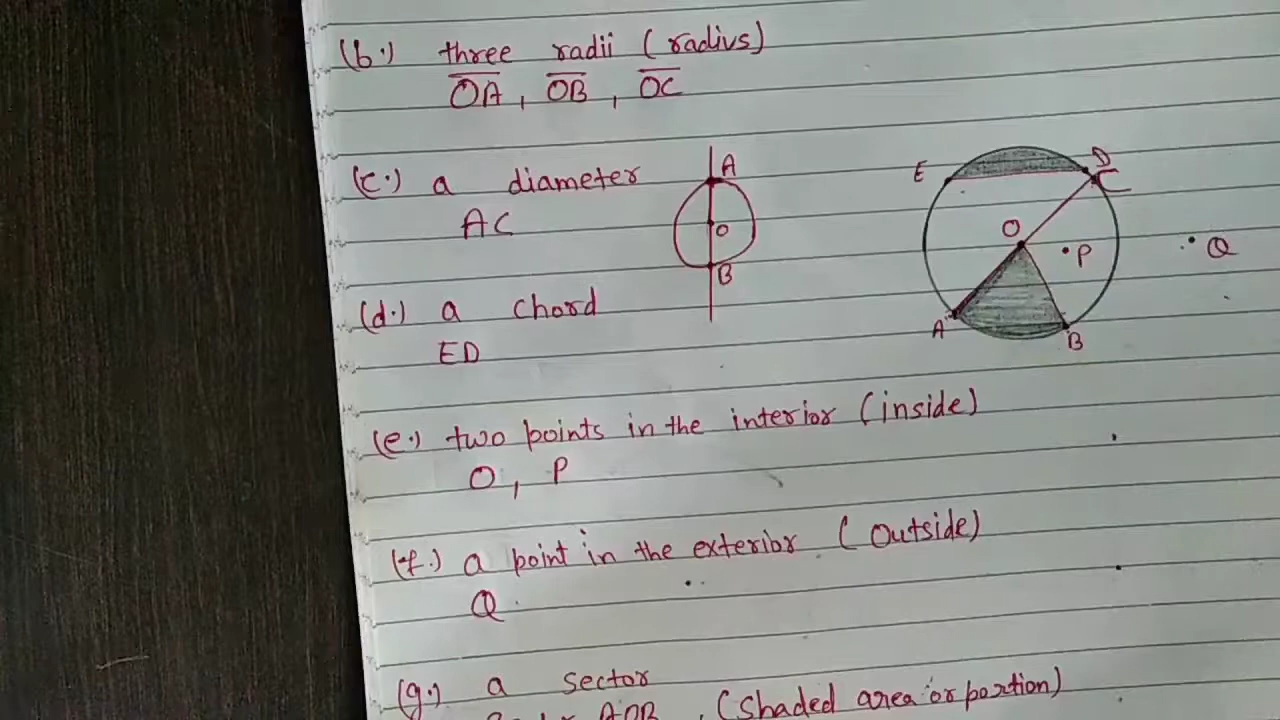 (b.) three radii (radius)
OA, OB, OC
(c.) a diameter
AC
A
O
B
E
D
C
O
P
Q
A
B
(d.) a chord
ED
(e.) two points in the interior (inside)
O, P
(f.) a point in the exterior (outside)
Q
(g.) a sector
AOB (Shaded area or portion)